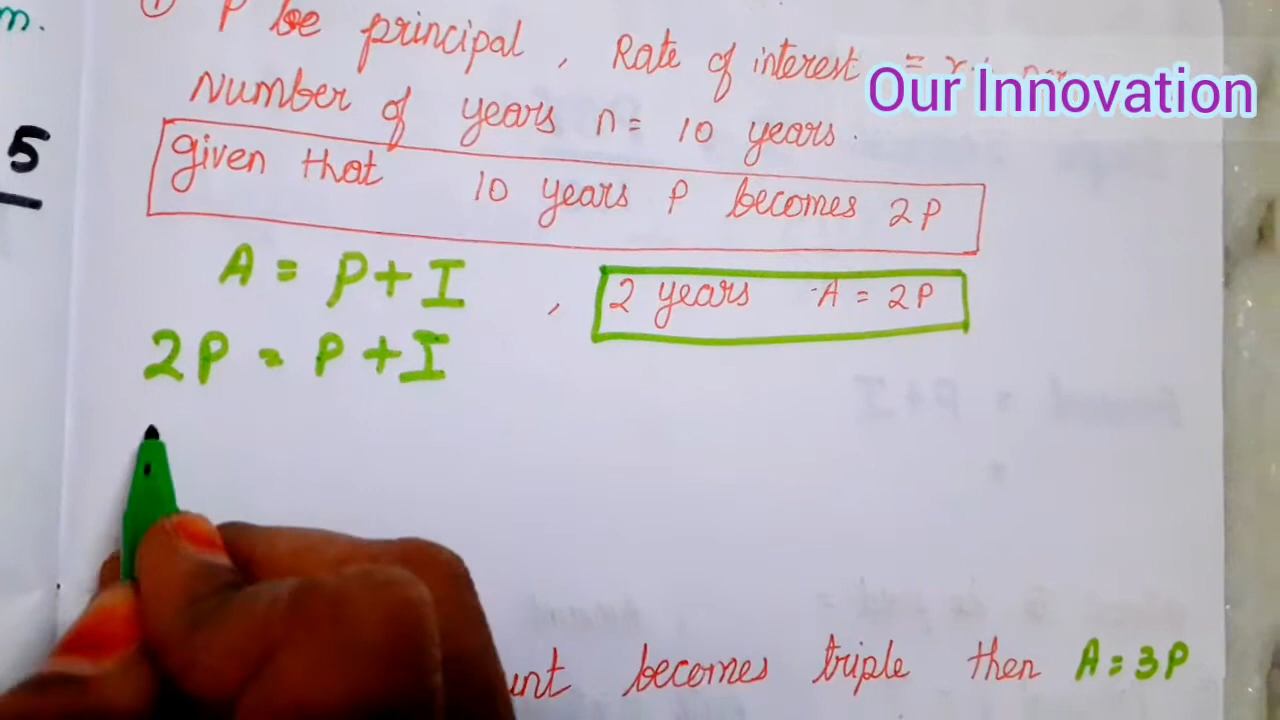 m.
① P be principal, Rate of interest = r
Our Innovation
Number of years n = 10 years.
5
given that 10 years P becomes 2P
A = P + I , 2 years A = 2P
2P = P + I
becomes triple then A = 3P